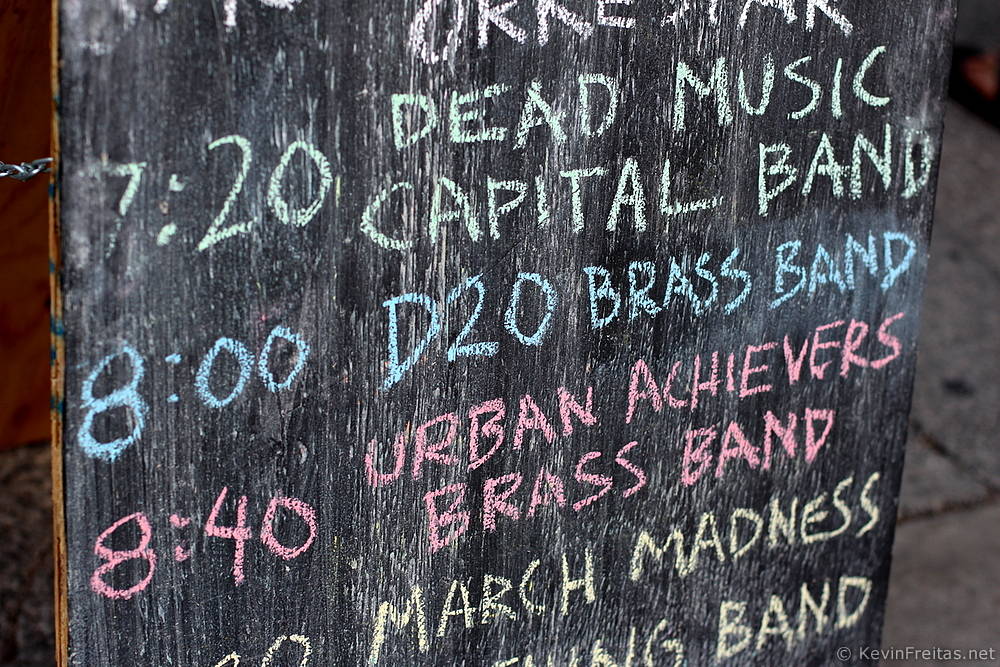 ORKESTAR
7:20 DEAD MUSIC
CAPITAL BAND
8:00 D20 BRASS BAND
URBAN ACHIEVERS
8:40 BRASS BAND
MARCH MADNESS
BAND
© KevinFreitas.net